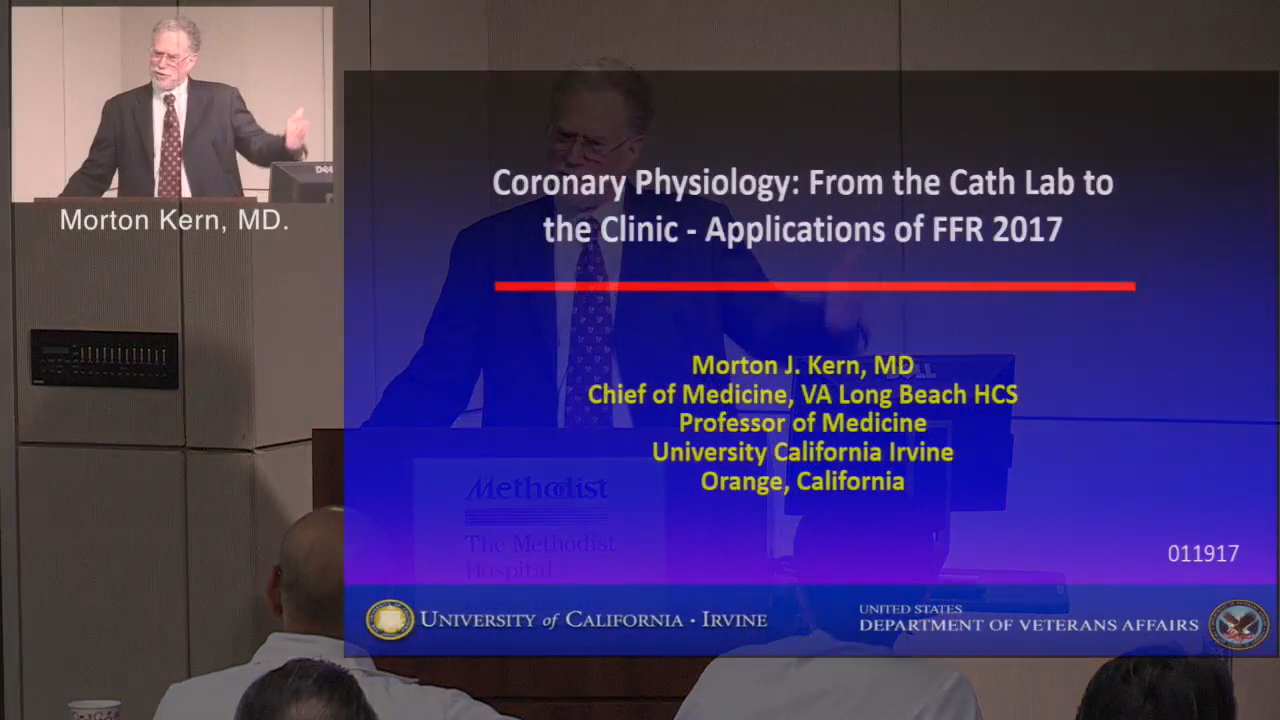 DELL
Morton Kern, MD.
Coronary Physiology: From the Cath Lab to
the Clinic - Applications of FFR 2017
Morton J. Kern, MD
Chief of Medicine, VA Long Beach HCS
Professor of Medicine
University California Irvine
Orange, California
DELL
Methodist
The Methodist
Hospital
011917
UNIVERSITY of CALIFORNIA · IRVINE
UNITED STATES
DEPARTMENT OF VETERANS AFFAIRS